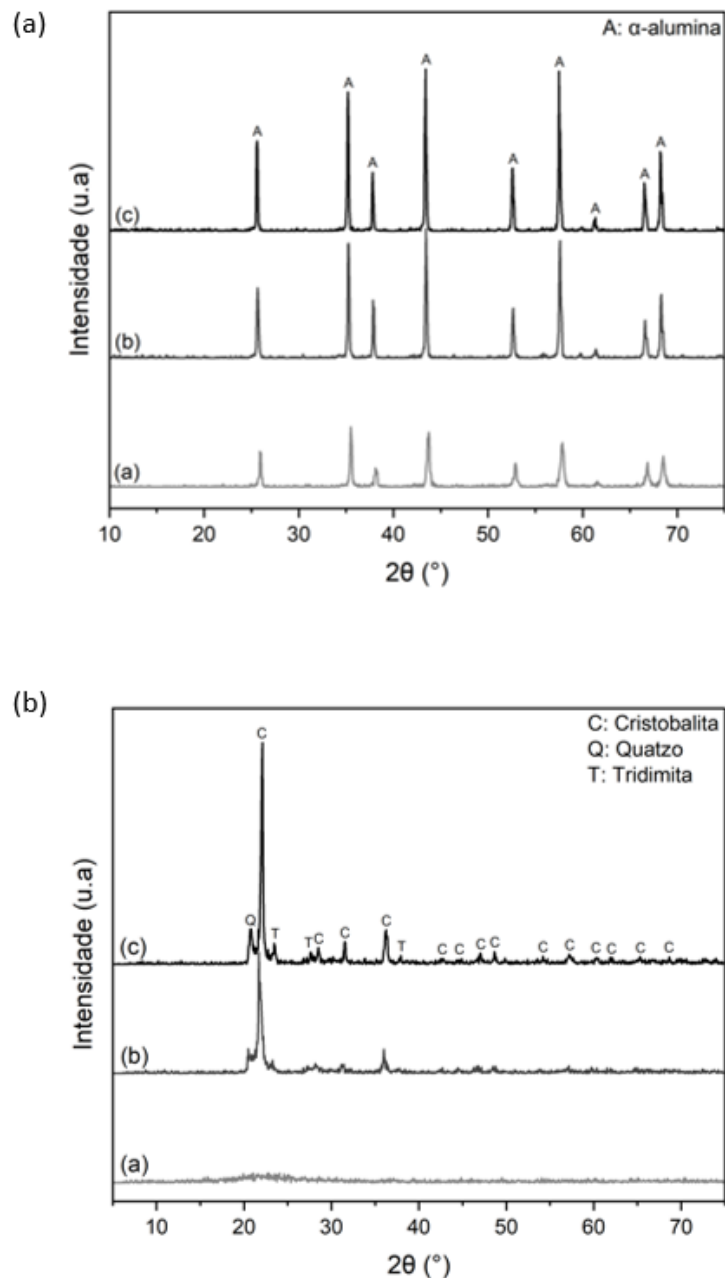 (a)
A: α-alumina
A
A
A
A
A
A
A
A
A
(c)
(b)
(a)
Intensidade (u.a)
10 20 30 40 50 60 70
2θ (°)
(b)
C: Cristobalita
Q: Quatzo
T: Tridimita
C
Q
T
T
C
C
C
T
C
C
C
C
C
C
C
C
C
C
(c)
(b)
(a)
Intensidade (u.a)
10 20 30 40 50 60 70
2θ (°)